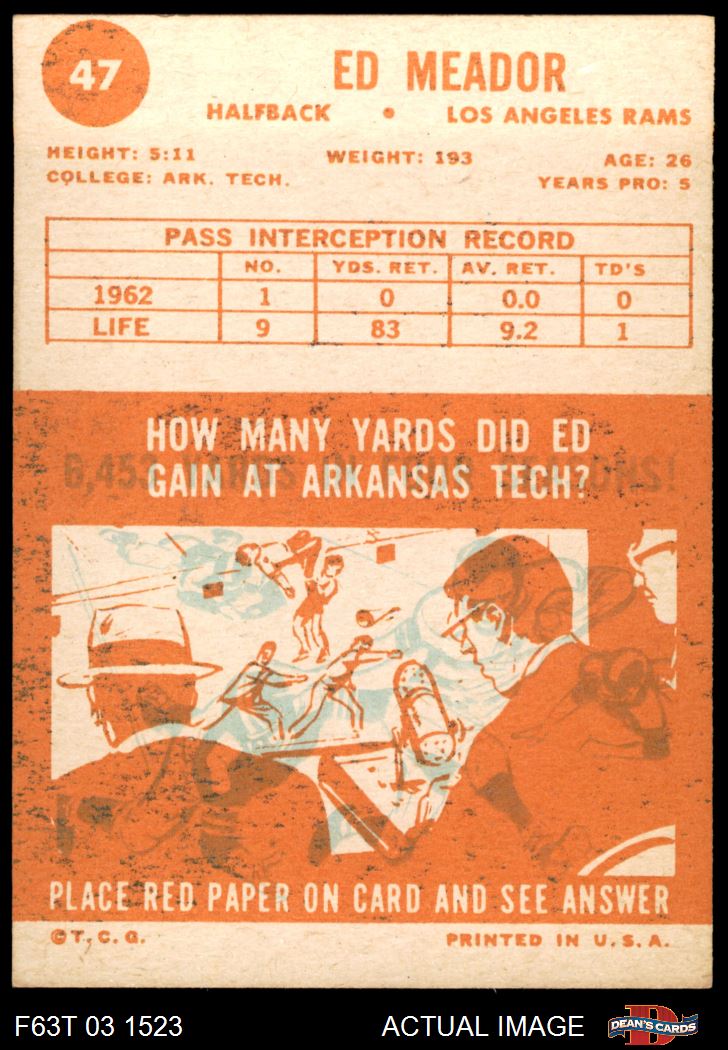 47
ED MEADOR
HALFBACK • LOS ANGELES RAMS
HEIGHT: 5:11 WEIGHT: 193 AGE: 26
COLLEGE: ARK. TECH. YEARS PRO: 5
PASS INTERCEPTION RECORD
NO. YDS. RET. AV. RET. TD'S
1962 1 0 0.0 0
LIFE 9 83 9.2 1
HOW MANY YARDS DID ED
6,453 YARDS
GAIN AT ARKANSAS TECH?
PLACE RED PAPER ON CARD AND SEE ANSWER
©T.C.G. PRINTED IN U.S.A.
F63T 03 1523 ACTUAL IMAGE DEAN'S CARDS